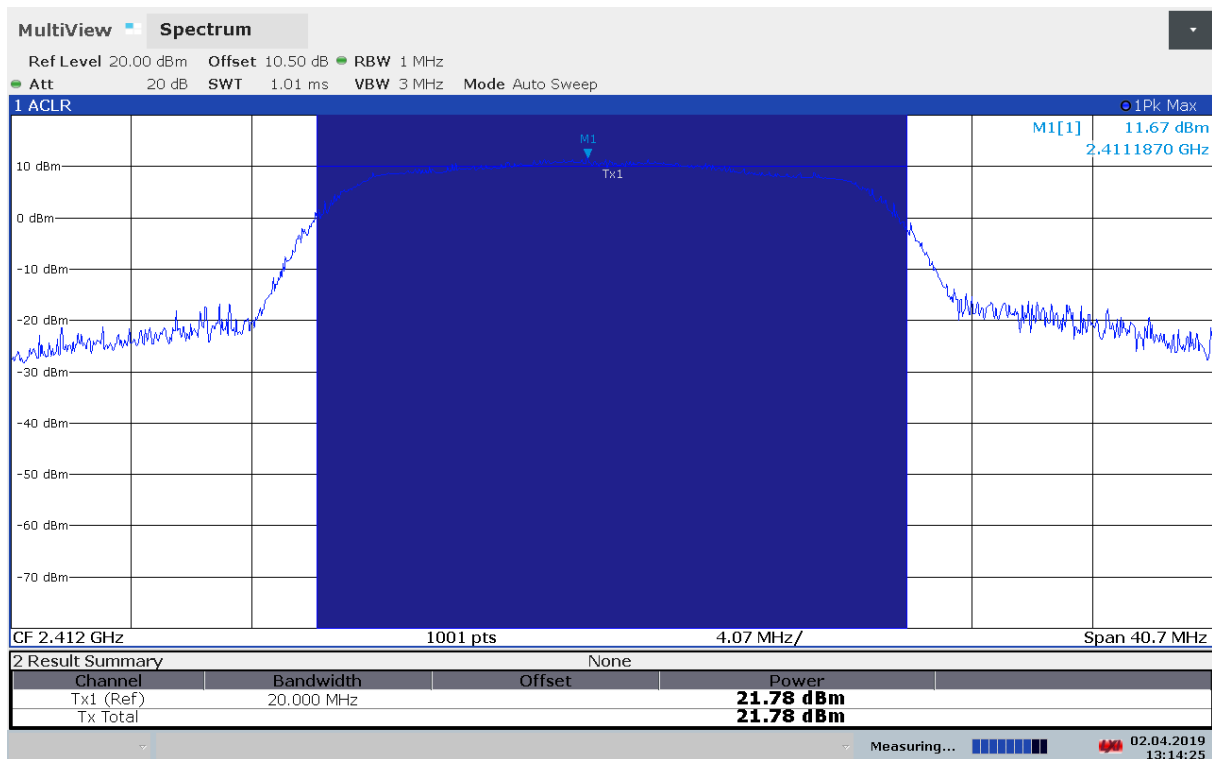 MultiView Spectrum
Ref Level 20.00 dBm Offset 10.50 dB RBW 1 MHz
Att 20 dB SWT 1.01 ms VBW 3 MHz Mode Auto Sweep
1 ACLR 1Pk Max
M1[1] 11.67 dBm
2.4111870 GHz
M1
Tx1
10 dBm
0 dBm
-10 dBm
-20 dBm
-30 dBm
-40 dBm
-50 dBm
-60 dBm
-70 dBm
CF 2.412 GHz 1001 pts 4.07 MHz/ Span 40.7 MHz
2 Result Summary None
Channel Bandwidth Offset Power
Tx1 (Ref) 20.000 MHz 21.78 dBm
Tx Total 21.78 dBm
Measuring... 02.04.2019
13:14:25